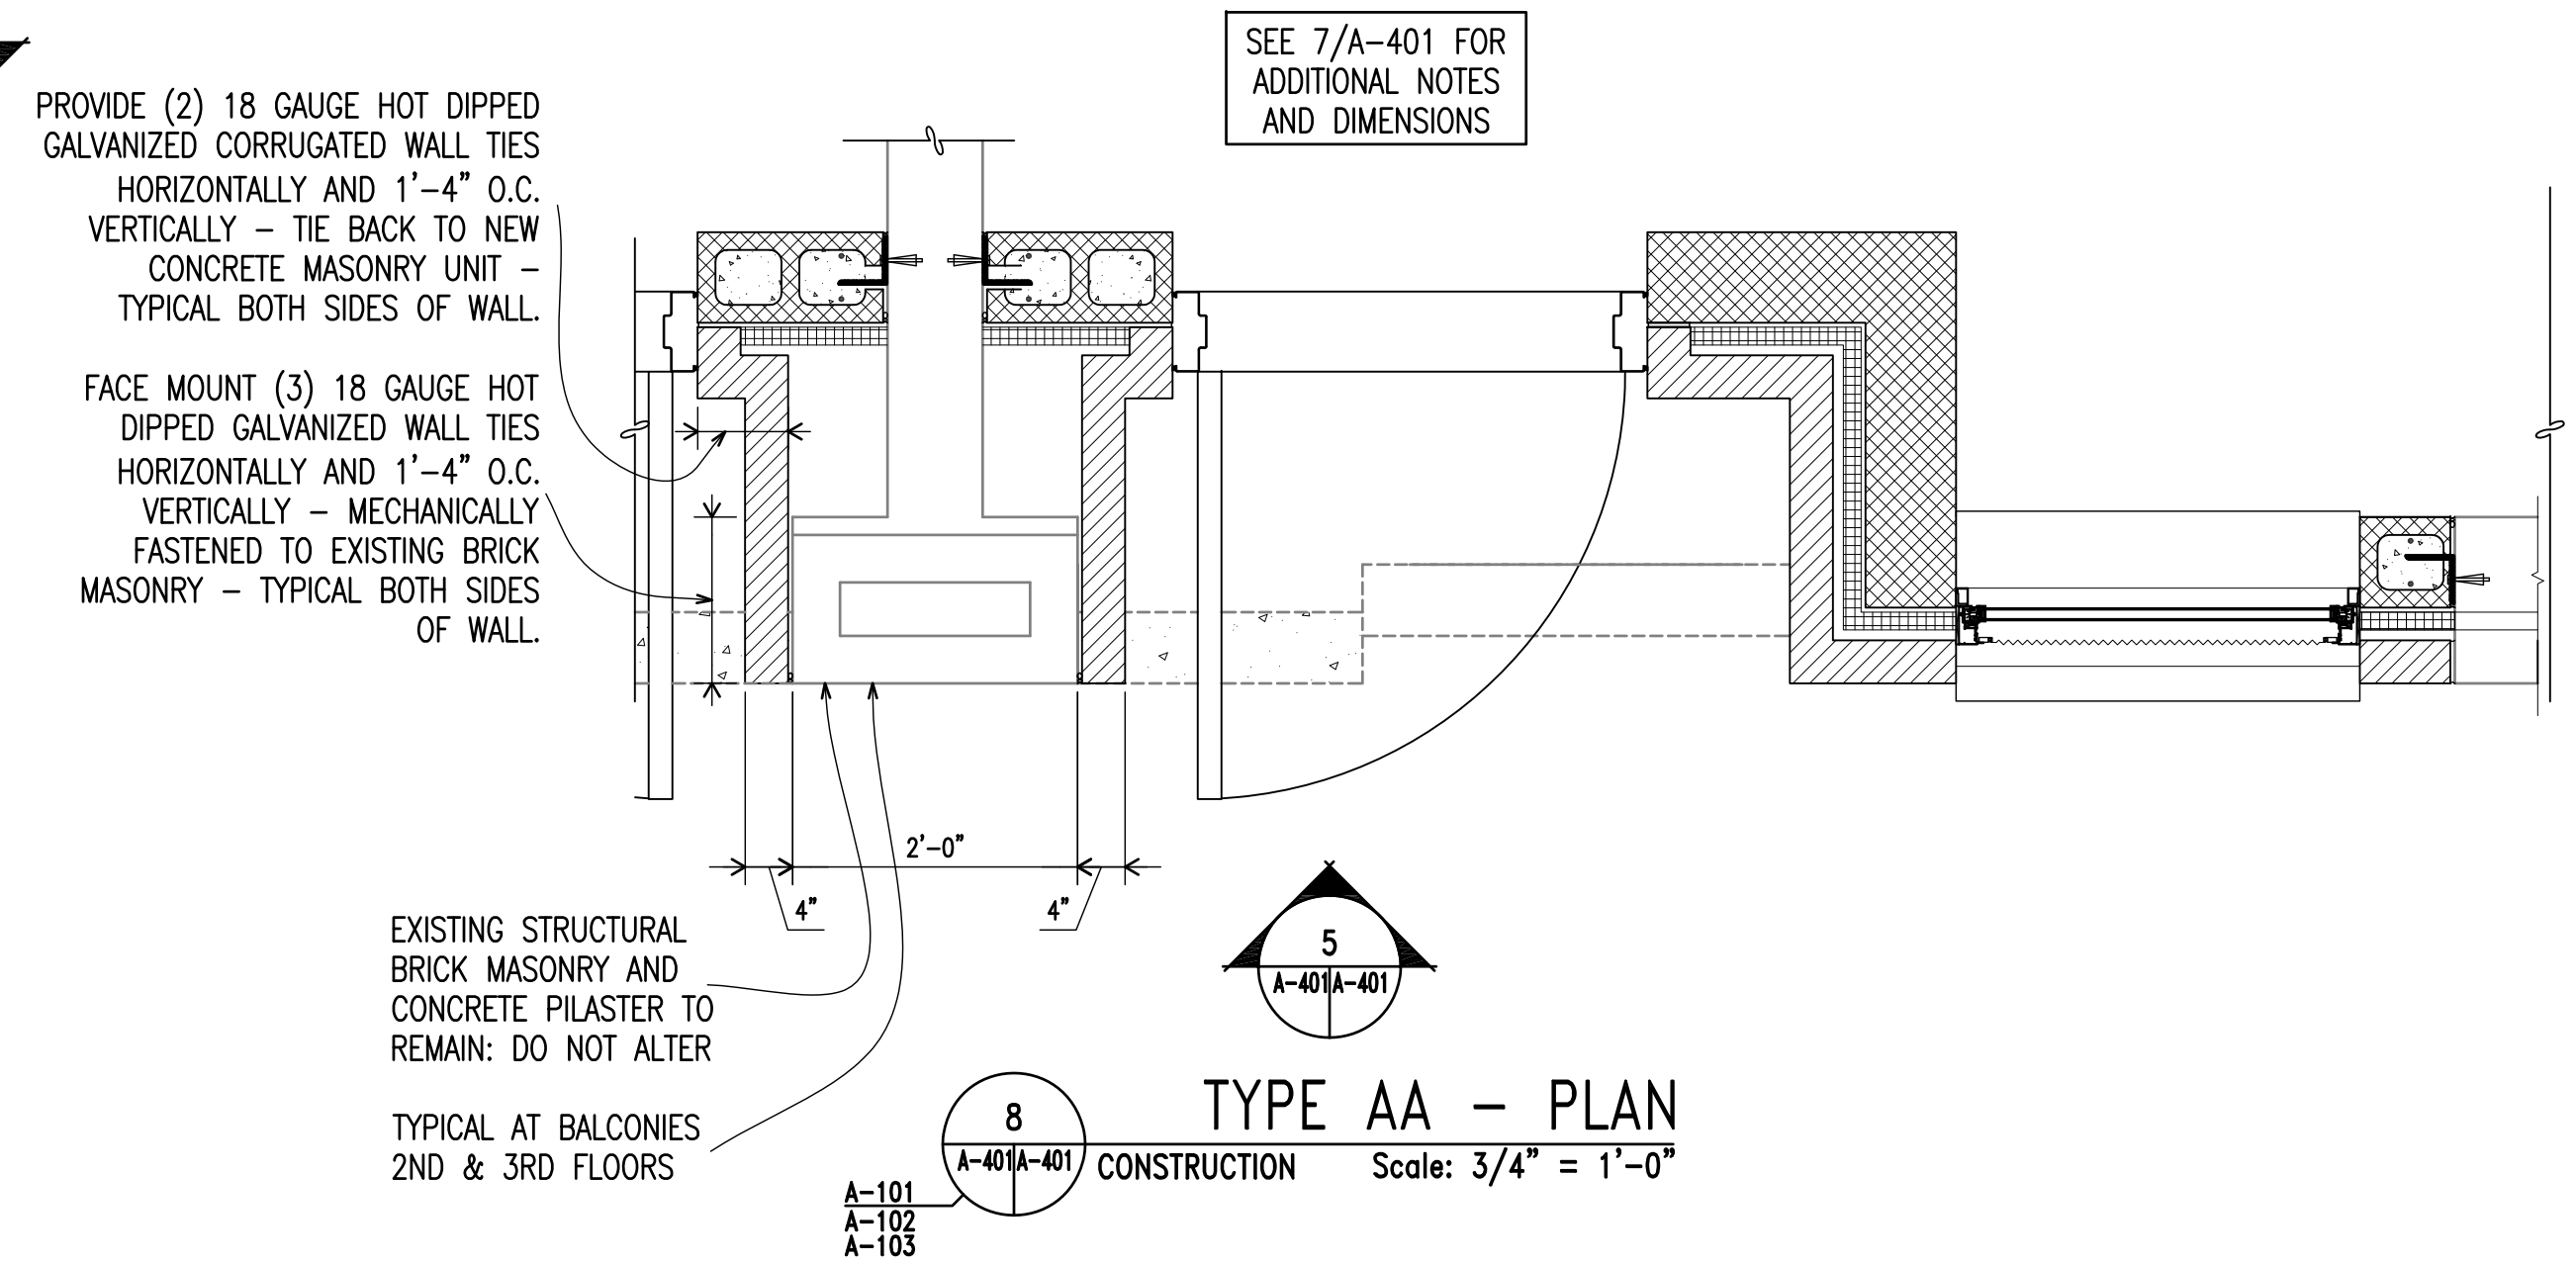 SEE 7/A-401 FOR
ADDITIONAL NOTES
AND DIMENSIONS
PROVIDE (2) 18 GAUGE HOT DIPPED
GALVANIZED CORRUGATED WALL TIES
HORIZONTALLY AND 1'-4" O.C.
VERTICALLY - TIE BACK TO NEW
CONCRETE MASONRY UNIT -
TYPICAL BOTH SIDES OF WALL.
FACE MOUNT (3) 18 GAUGE HOT
DIPPED GALVANIZED WALL TIES
HORIZONTALLY AND 1'-4" O.C.
VERTICALLY - MECHANICALLY
FASTENED TO EXISTING BRICK
MASONRY - TYPICAL BOTH SIDES
OF WALL.
2'-0"
4"
4"
EXISTING STRUCTURAL
BRICK MASONRY AND
CONCRETE PILASTER TO
REMAIN: DO NOT ALTER
TYPICAL AT BALCONIES
2ND & 3RD FLOORS
5
A-401 A-401
8
A-401 A-401
TYPE AA - PLAN
CONSTRUCTION Scale: 3/4" = 1'-0"
A-101
A-102
A-103